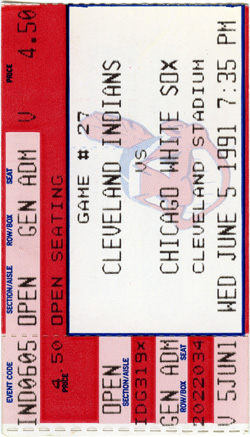 PRICE
4.50
V
SEAT
ROW/BOX
SECTION/AISLE
EVENT CODE
GEN ADM
OPEN
IND0605
OPEN SEATING
4.50
PRICE
GAME # 27
CLEVELAND INDIANS
VS
CHICAGO WHITE SOX
CLEVELAND STADIUM
WED JUNE 5 1991 7:35 PM
SECTION/AISLE
OPEN
IDG319X
ROW/BOX
SEAT
GEN ADM
2022034
V 5JUN1